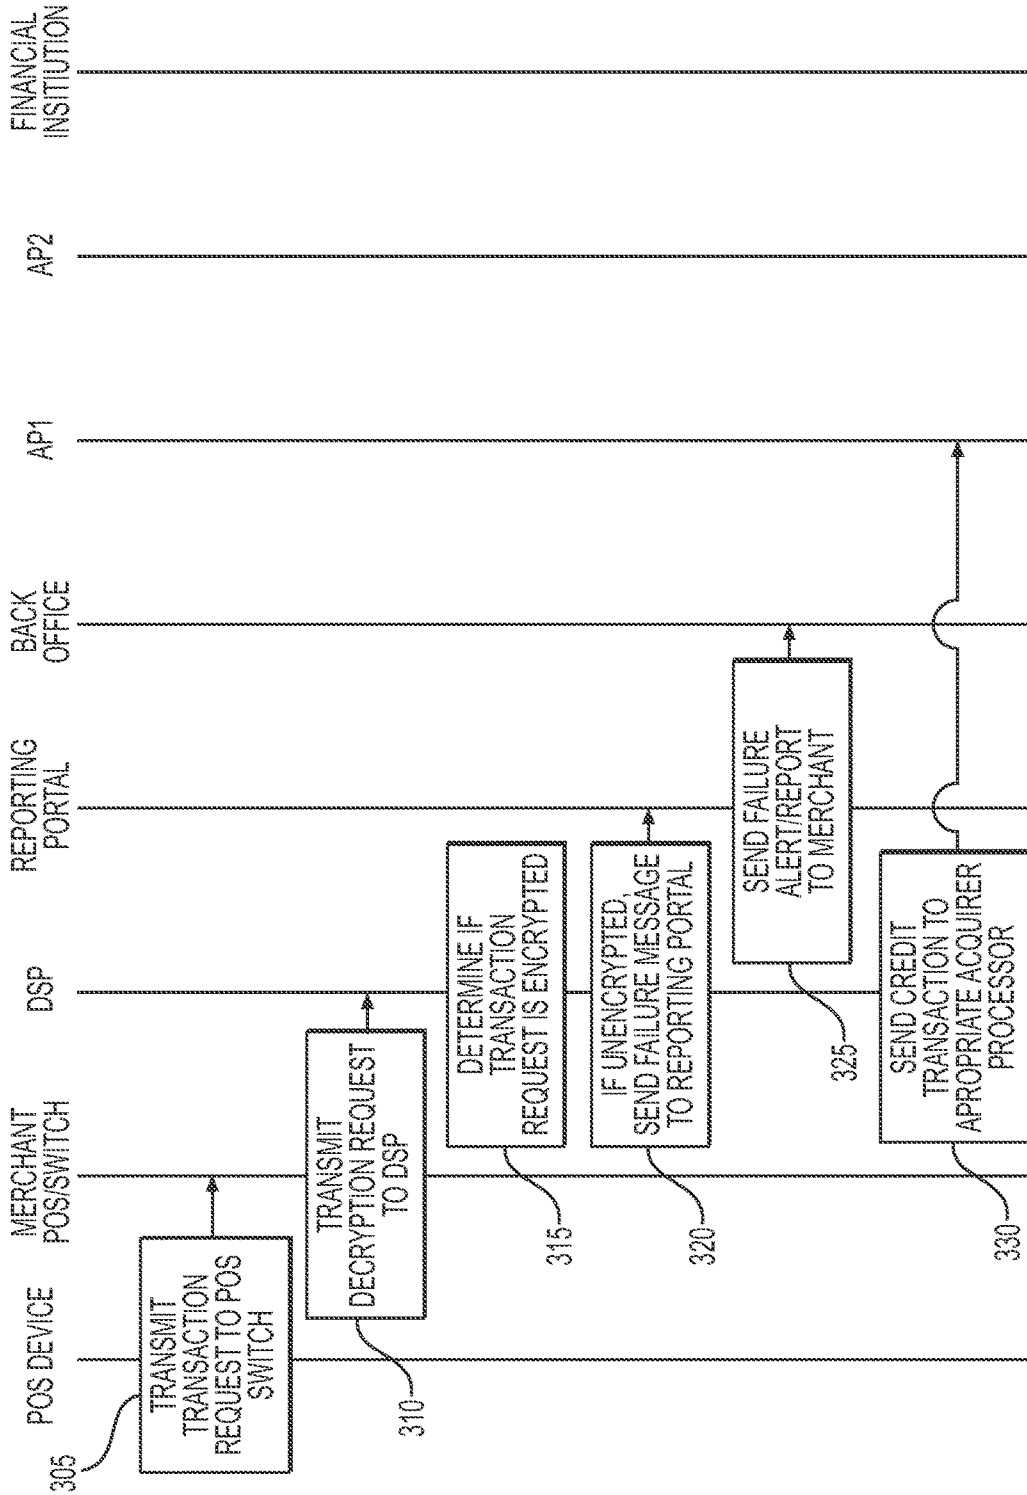 POS DEVICE
MERCHANT
POS/SWITCH
DSP
REPORTING
PORTAL
BACK
OFFICE
AP1
AP2
FINANCIAL
INSITIUTION
305
TRANSMIT
TRANSACTION
REQUEST TO POS
SWITCH
310
TRANSMIT
DECRYPTION REQUEST
TO DSP
315
DETERMINE IF
TRANSACTION
REQUEST IS ENCRYPTED
320
IF UNENCRYPTED,
SEND FAILURE MESSAGE
TO REPORTING PORTAL
325
SEND FAILURE
ALERT/REPORT
TO MERCHANT
330
SEND CREDIT
TRANSACTION TO
APROPRIATE ACQUIRER
PROCESSOR